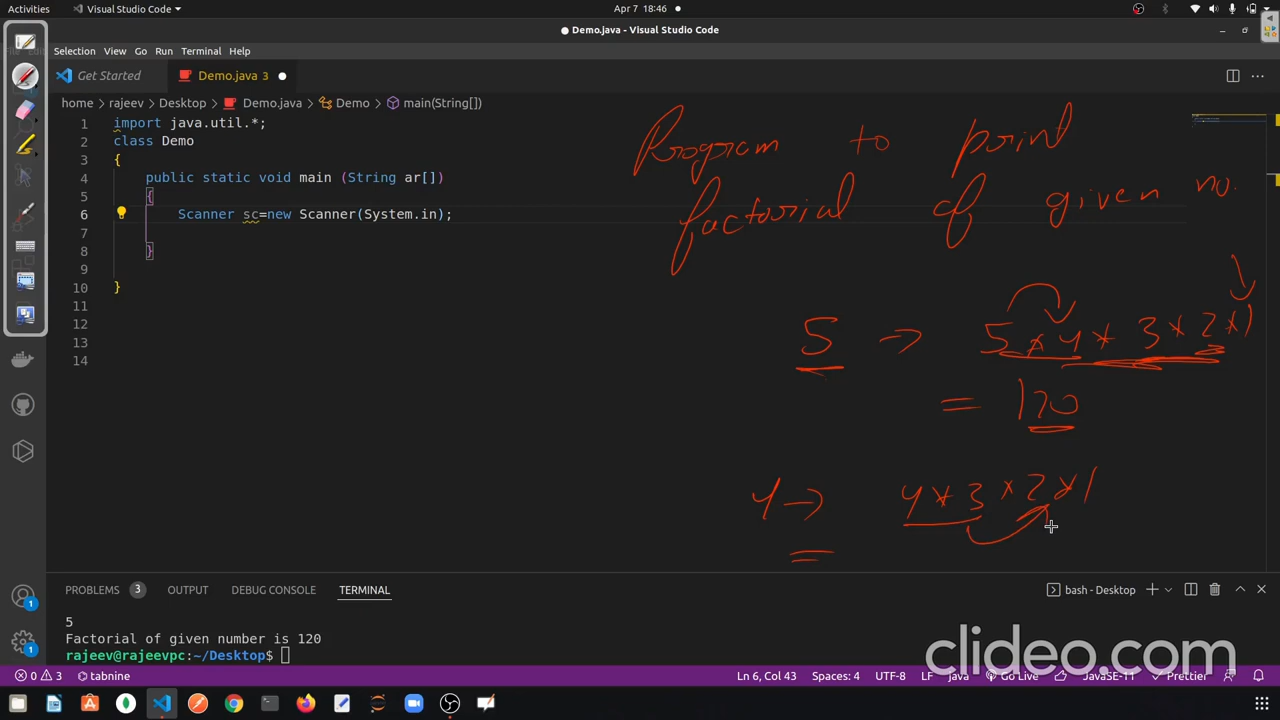 Activities Visual Studio Code Apr 7 18:46
Demo.java - Visual Studio Code
Selection View Go Run Terminal Help
Get Started Demo.java 3
home rajeev Desktop Demo.java Demo main(String[])
1 import java.util.*;
2 class Demo
3 {
4 public static void main (String ar[])
5 {
6 Scanner sc=new Scanner(System.in);
7
8 }
9
10 }
11
12
13
14
Program to print
factorial of given no.
5 → 5 * 4 * 3 * 2 * 1
= 120
4 → 4 * 3 * 2 * 1
PROBLEMS 3 OUTPUT DEBUG CONSOLE TERMINAL bash - Desktop
5
Factorial of given number is 120
rajeev@rajeevpc:~/Desktop$
clideo.com
0 3 tabnine Ln 6, Col 43 Spaces: 4 UTF-8 LF java Go Live JavaSE-11 Prettier